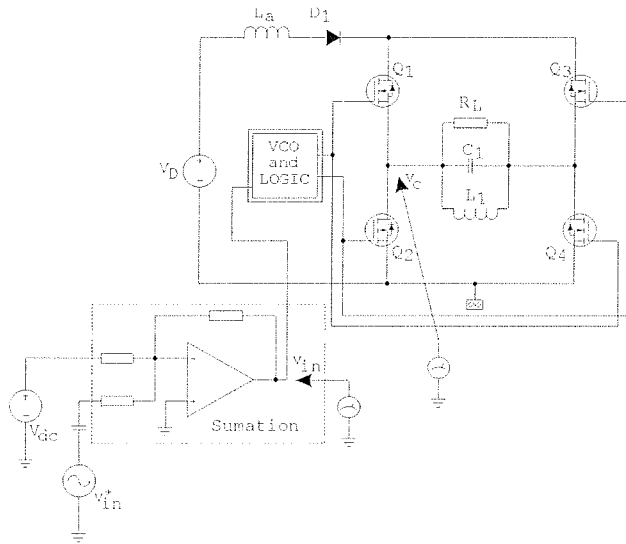 La
D1
Q1
Q3
RL
C1
VCO
and
LOGIC
VD
Vc
L1
Q2
Q4
Vin
Vdc
Sumation
V*in